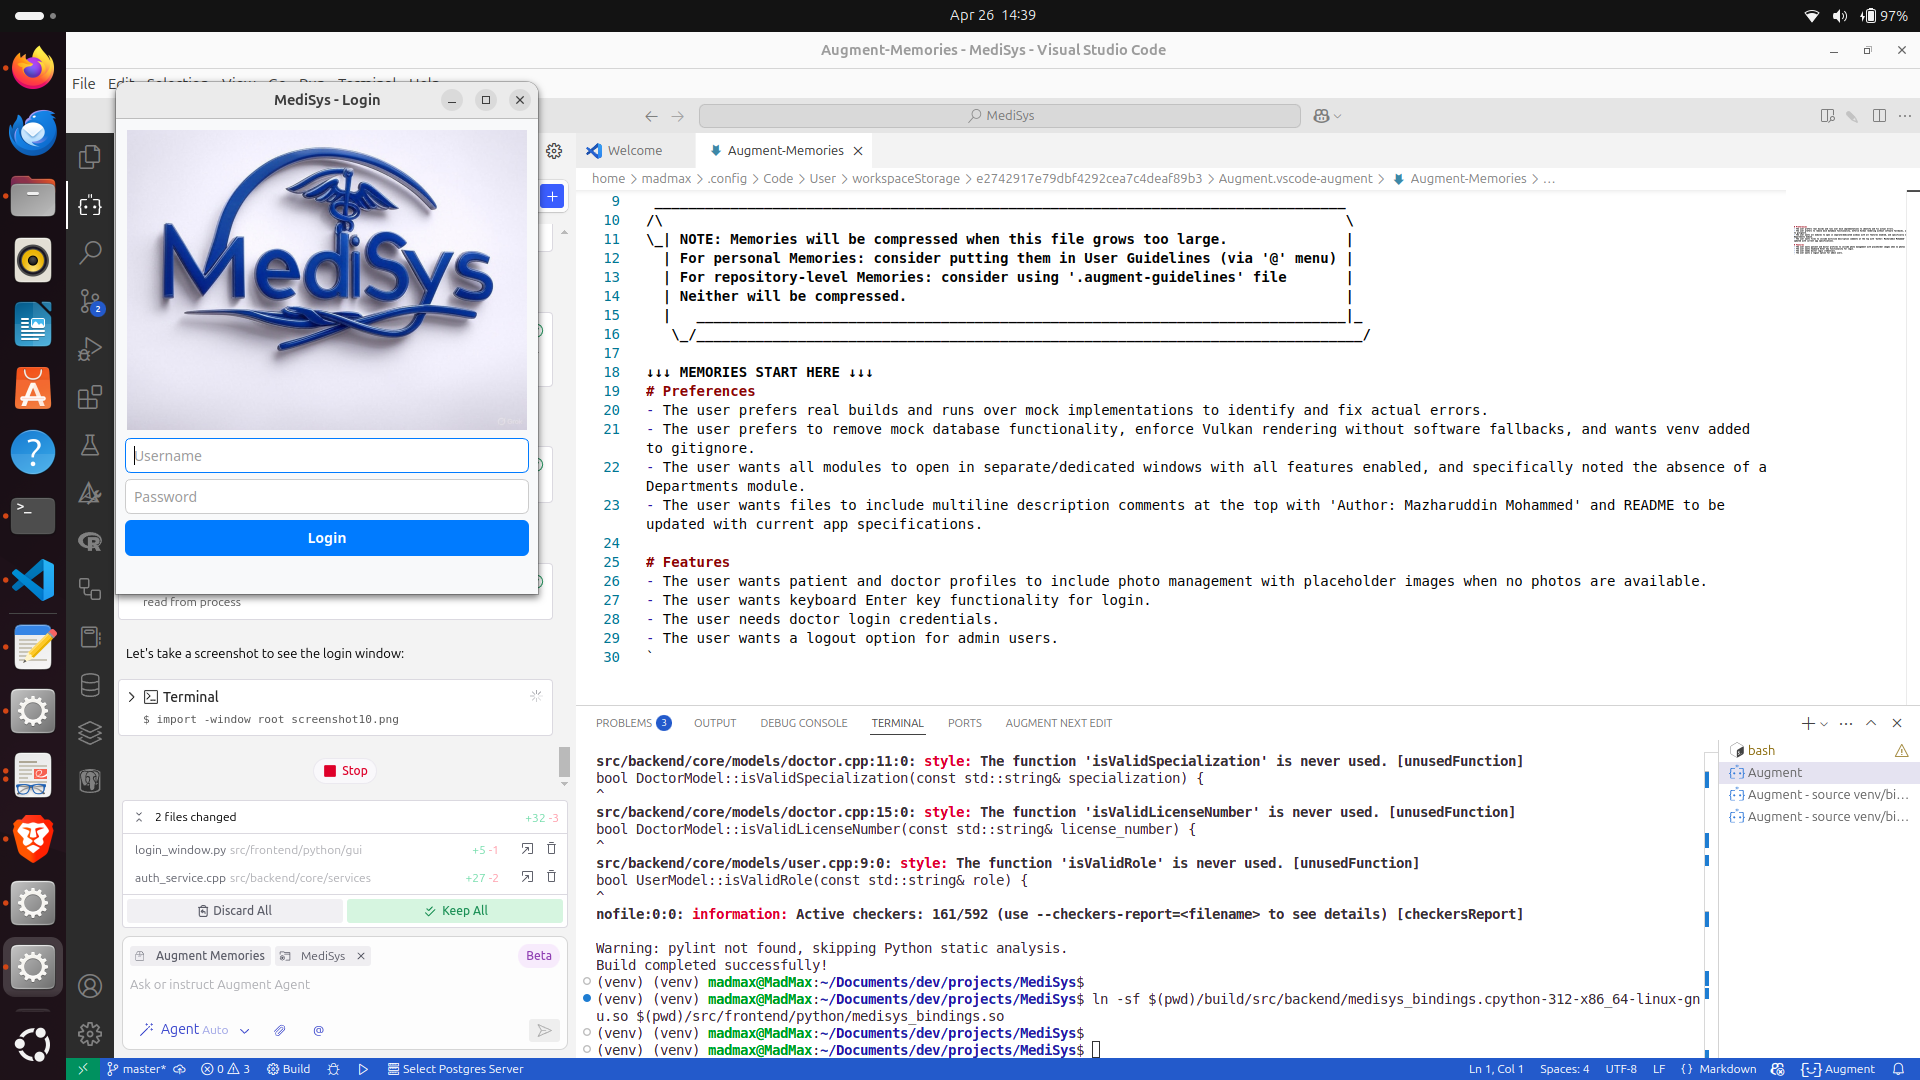 Apr 26 14:39
97%
Augment-Memories - MediSys - Visual Studio Code
File
MediSys - Login
MediSys
Username
Password
Login
MediSys
Welcome
Augment-Memories
home > madmax > .config > Code > User > workspaceStorage > e2742917e79dbf4292cea7c4deaf89b3 > Augment.vscode-augment > Augment-Memories > ...
9 ______________________________________________________________________________
10 /\ \
11 \_| NOTE: Memories will be compressed when this file grows too large. |
12 | For personal Memories: consider putting them in User Guidelines (via '@' menu) |
13 | For repository-level Memories: consider using '.augment-guidelines' file |
14 | Neither will be compressed. |
15 | ____________________________________________________________________________|_
16 \_/______________________________________________________________________________/
17
18 ↓↓↓ MEMORIES START HERE ↓↓↓
19 # Preferences
20 - The user prefers real builds and runs over mock implementations to identify and fix actual errors.
21 - The user prefers to remove mock database functionality, enforce Vulkan rendering without software fallbacks, and wants venv added
to gitignore.
22 - The user wants all modules to open in separate/dedicated windows with all features enabled, and specifically noted the absence of a
Departments module.
23 - The user wants files to include multiline description comments at the top with 'Author: Mazharuddin Mohammed' and README to be
updated with current app specifications.
24
25 # Features
26 - The user wants patient and doctor profiles to include photo management with placeholder images when no photos are available.
27 - The user wants keyboard Enter key functionality for login.
28 - The user needs doctor login credentials.
29 - The user wants a logout option for admin users.
30 `
2
read from process
Let's take a screenshot to see the login window:
Terminal
$ import -window root screenshot10.png
Stop
2 files changed +32 -3
login_window.py src/frontend/python/gui +5 -1
auth_service.cpp src/backend/core/services +27 -2
Discard All
Keep All
Augment Memories
MediSys
Beta
Ask or instruct Augment Agent
Agent Auto
@
PROBLEMS 3 OUTPUT DEBUG CONSOLE TERMINAL PORTS AUGMENT NEXT EDIT
src/backend/core/models/doctor.cpp:11:0: style: The function 'isValidSpecialization' is never used. [unusedFunction]
bool DoctorModel::isValidSpecialization(const std::string& specialization) {
^
src/backend/core/models/doctor.cpp:15:0: style: The function 'isValidLicenseNumber' is never used. [unusedFunction]
bool DoctorModel::isValidLicenseNumber(const std::string& license_number) {
^
src/backend/core/models/user.cpp:9:0: style: The function 'isValidRole' is never used. [unusedFunction]
bool UserModel::isValidRole(const std::string& role) {
^
nofile:0:0: information: Active checkers: 161/592 (use --checkers-report=<filename> to see details) [checkersReport]
Warning: pylint not found, skipping Python static analysis.
Build completed successfully!
(venv) (venv) madmax@MadMax:~/Documents/dev/projects/MediSys$
(venv) (venv) madmax@MadMax:~/Documents/dev/projects/MediSys$ ln -sf $(pwd)/build/src/backend/medisys_bindings.cpython-312-x86_64-linux-gn
u.so $(pwd)/src/frontend/python/medisys_bindings.so
(venv) (venv) madmax@MadMax:~/Documents/dev/projects/MediSys$
(venv) (venv) madmax@MadMax:~/Documents/dev/projects/MediSys$
bash
Augment
Augment - source venv/bi...
Augment - source venv/bi...
master* 0 3 Build Select Postgres Server
Ln 1, Col 1 Spaces: 4 UTF-8 LF {} Markdown Augment